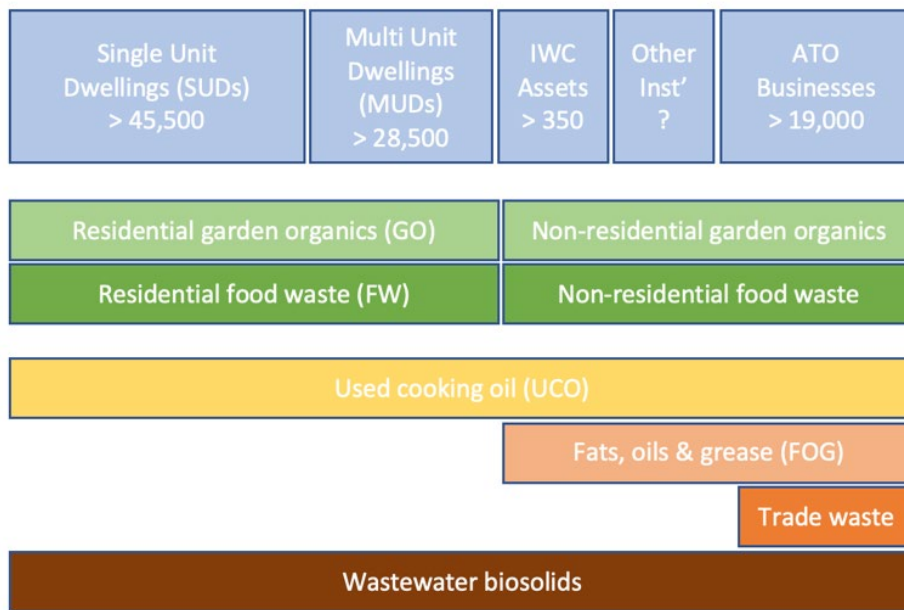 Single Unit
Dwellings (SUDs)
> 45,500
Multi Unit
Dwellings
(MUDs)
> 28,500
IWC
Assets
> 350
Other
Inst'
?
ATO
Businesses
> 19,000
Residential garden organics (GO)
Non-residential garden organics
Residential food waste (FW)
Non-residential food waste
Used cooking oil (UCO)
Fats, oils & grease (FOG)
Trade waste
Wastewater biosolids